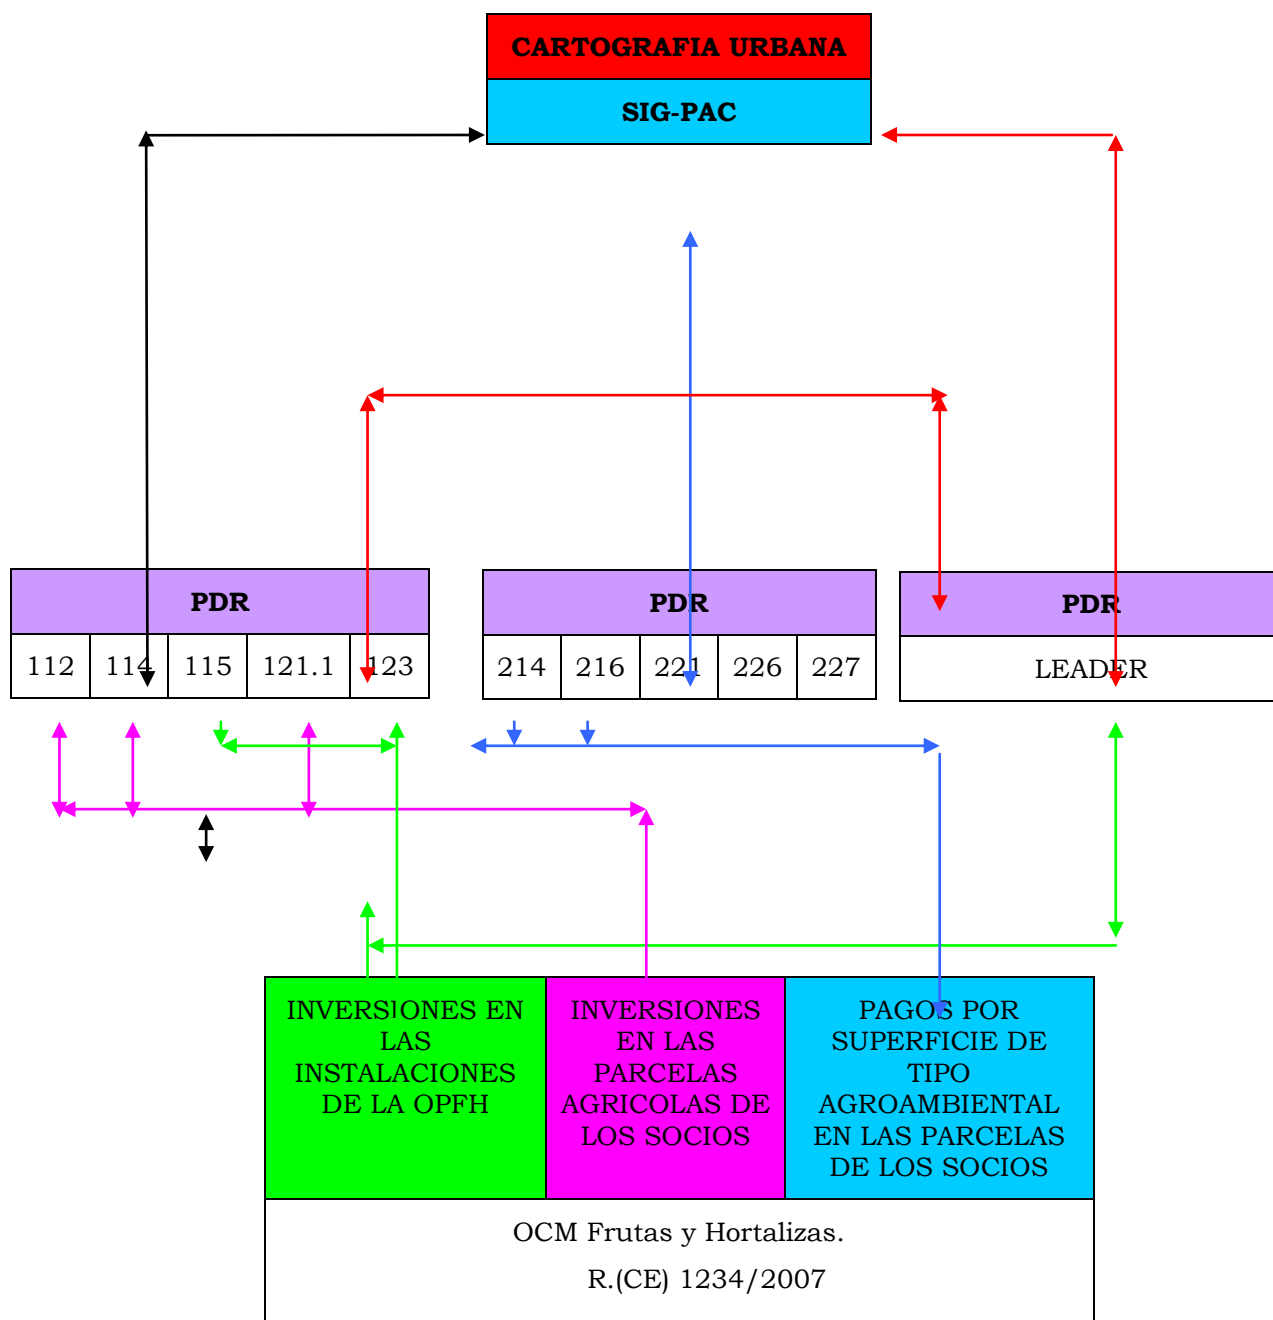 CARTOGRAFIA URBANA
SIG-PAC
PDR
112 114 115 121.1 123
PDR
214 216 221 226 227
PDR
LEADER
INVERSIONES EN
LAS
INSTALACIONES
DE LA OPFH
INVERSIONES
EN LAS
PARCELAS
AGRICOLAS DE
LOS SOCIOS
PAGOS POR
SUPERFICIE DE
TIPO
AGROAMBIENTAL
EN LAS PARCELAS
DE LOS SOCIOS
OCM Frutas y Hortalizas.
R.(CE) 1234/2007